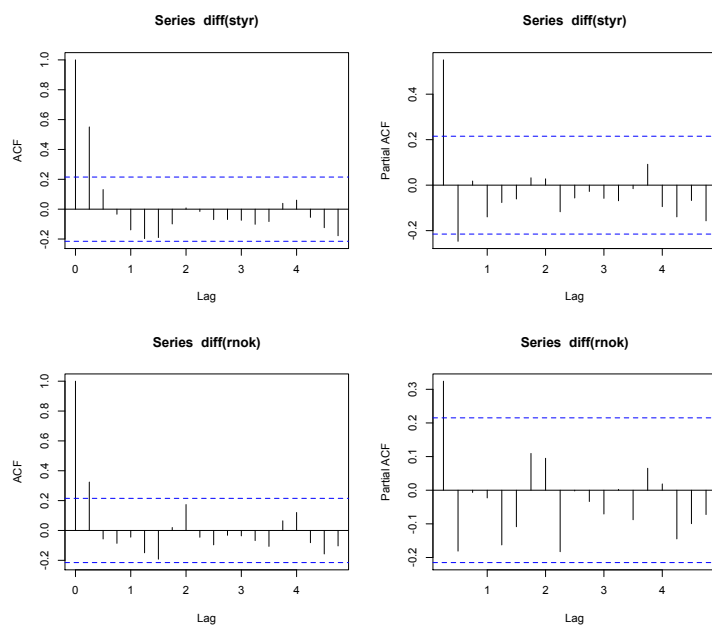 Series diff(styr)
ACF
1.0
0.8
0.6
0.4
0.2
0.0
-0.2
0 1 2 3 4
Lag
Series diff(styr)
Partial ACF
0.4
0.2
0.0
-0.2
1 2 3 4
Lag
Series diff(rnok)
ACF
1.0
0.8
0.6
0.4
0.2
0.0
-0.2
0 1 2 3 4
Lag
Series diff(rnok)
Partial ACF
0.3
0.2
0.1
0.0
-0.1
-0.2
1 2 3 4
Lag